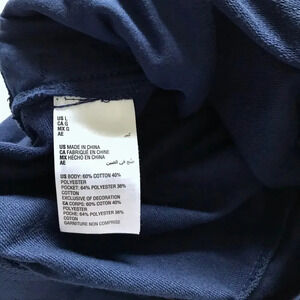 US L
CA G
MX G
AE
US MADE IN CHINA
CA FABRIQUÉ EN CHINE
MX HECHO EN CHINA
AE صنع في الصين
US BODY: 60% COTTON 40%
POLYESTER
POCKET: 64% POLYESTER 36%
COTTON
EXCLUSIVE OF DECORATION
CA CORPS: 60% COTON 40%
POLYESTER
POCHE: 64% POLYESTER 36%
COTON
GARNITURE NON COMPRISE